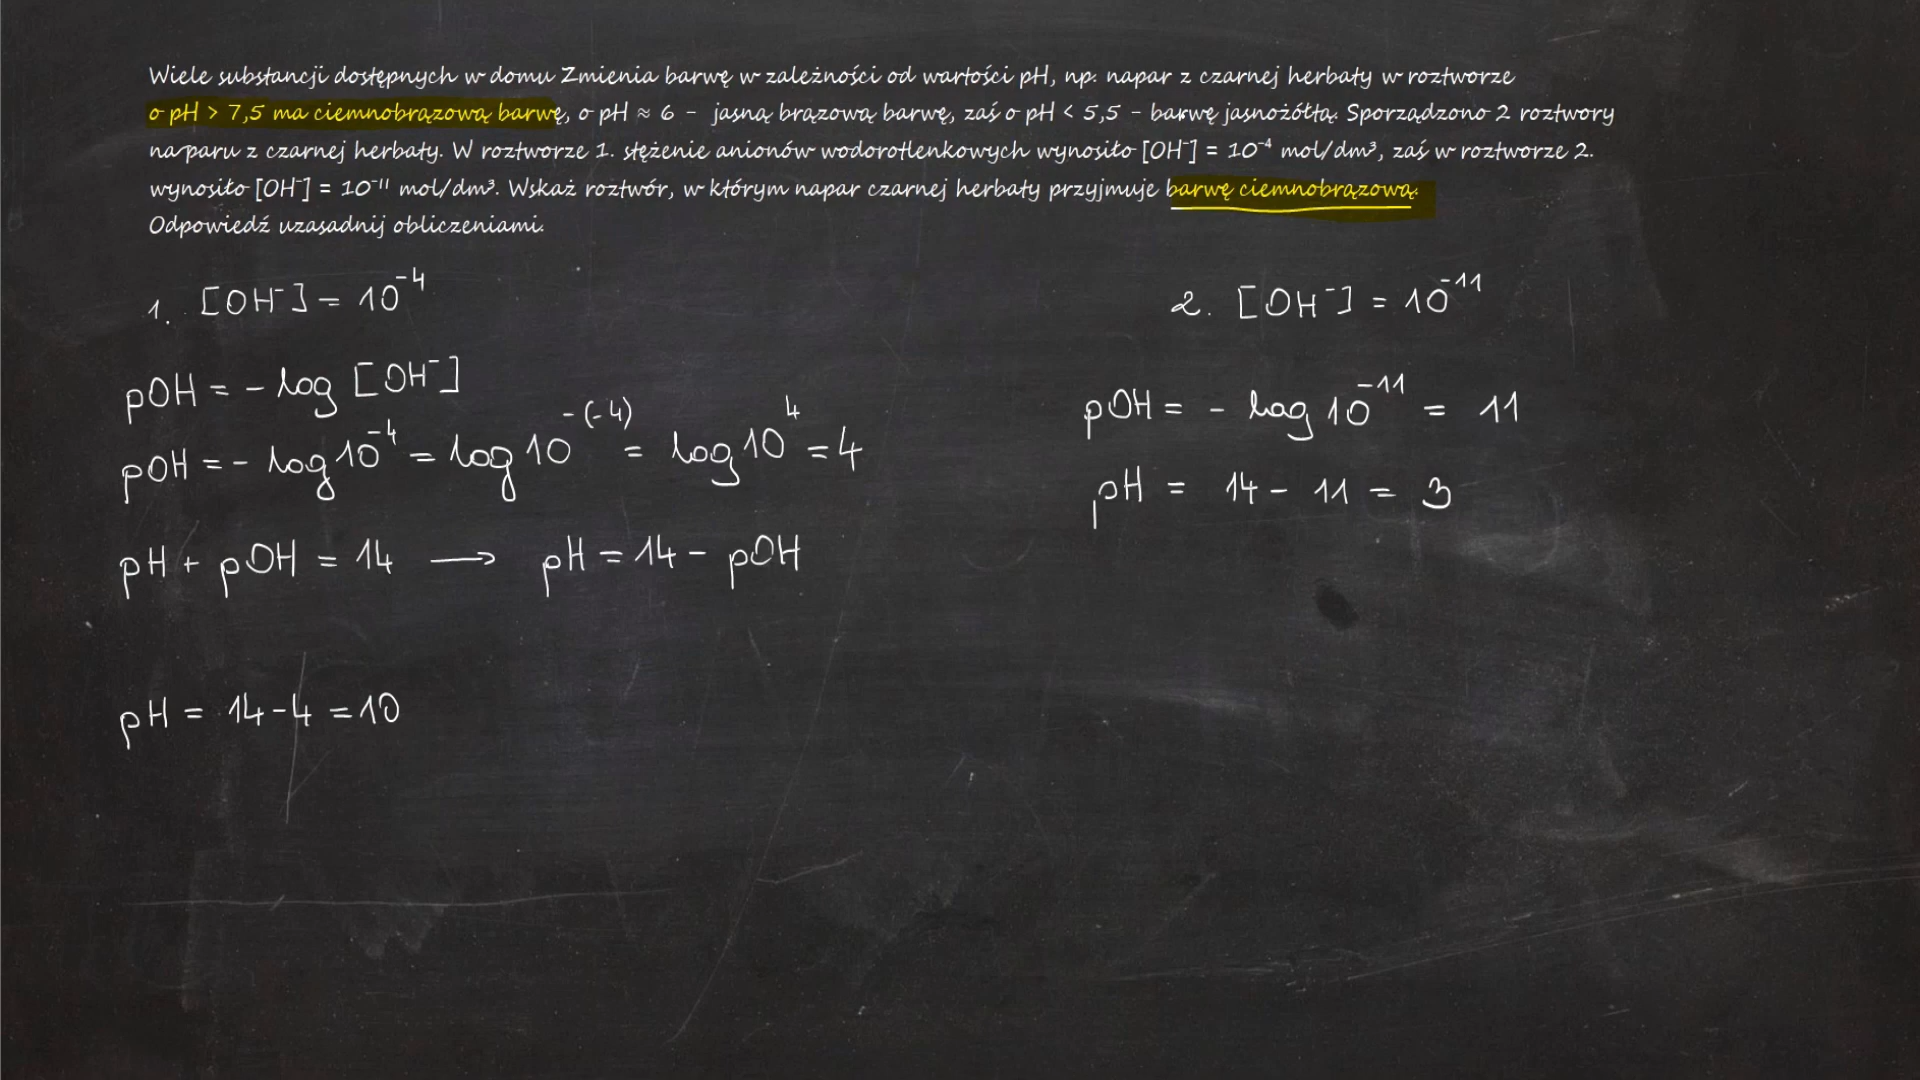 Wiele substancji dostępnych w domu Zmienia barwę w zależności od wartości pH, np. napar z czarnej herbaty w roztworze
o pH > 7,5 ma ciemnobrązową barwę, o pH ≈ 6 - jasną brązową barwę, zaś o pH < 5,5 - barwę jasnożółtą. Sporządzono 2 roztwory
naparu z czarnej herbaty. W roztworze 1. stężenie anionów wodorotlenkowych wynosiło [OH⁻] = 10⁻⁴ mol/dm³, zaś w roztworze 2.
wynosiło [OH⁻] = 10⁻¹¹ mol/dm³. Wskaż roztwór, w którym napar czarnej herbaty przyjmuje barwę ciemnobrązową.
Odpowiedź uzasadnij obliczeniami.
1. [OH⁻] = 10⁻⁴
pOH = - log [OH⁻]
pOH = - log 10⁻⁴ = log 10⁻⁽⁻⁴⁾ = log 10⁴ = 4
pH + pOH = 14 → pH = 14 - pOH
pH = 14 - 4 = 10
2. [OH⁻] = 10⁻¹¹
pOH = - log 10⁻¹¹ = 11
pH = 14 - 11 = 3